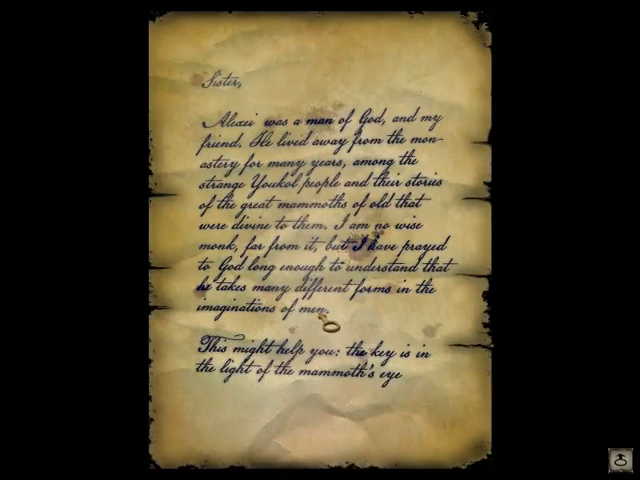 Sister,
Alexei was a man of God, and my
friend. He lived away from the mon-
astery for many years, among the
strange Youkol people and their stories
of the great mammoths of old that
were divine to them. I am no wise
monk, far from it, but I have prayed
to God long enough to understand that
he takes many different forms in the
imaginations of men.
This might help you: the key is in
the light of the mammoth's eye